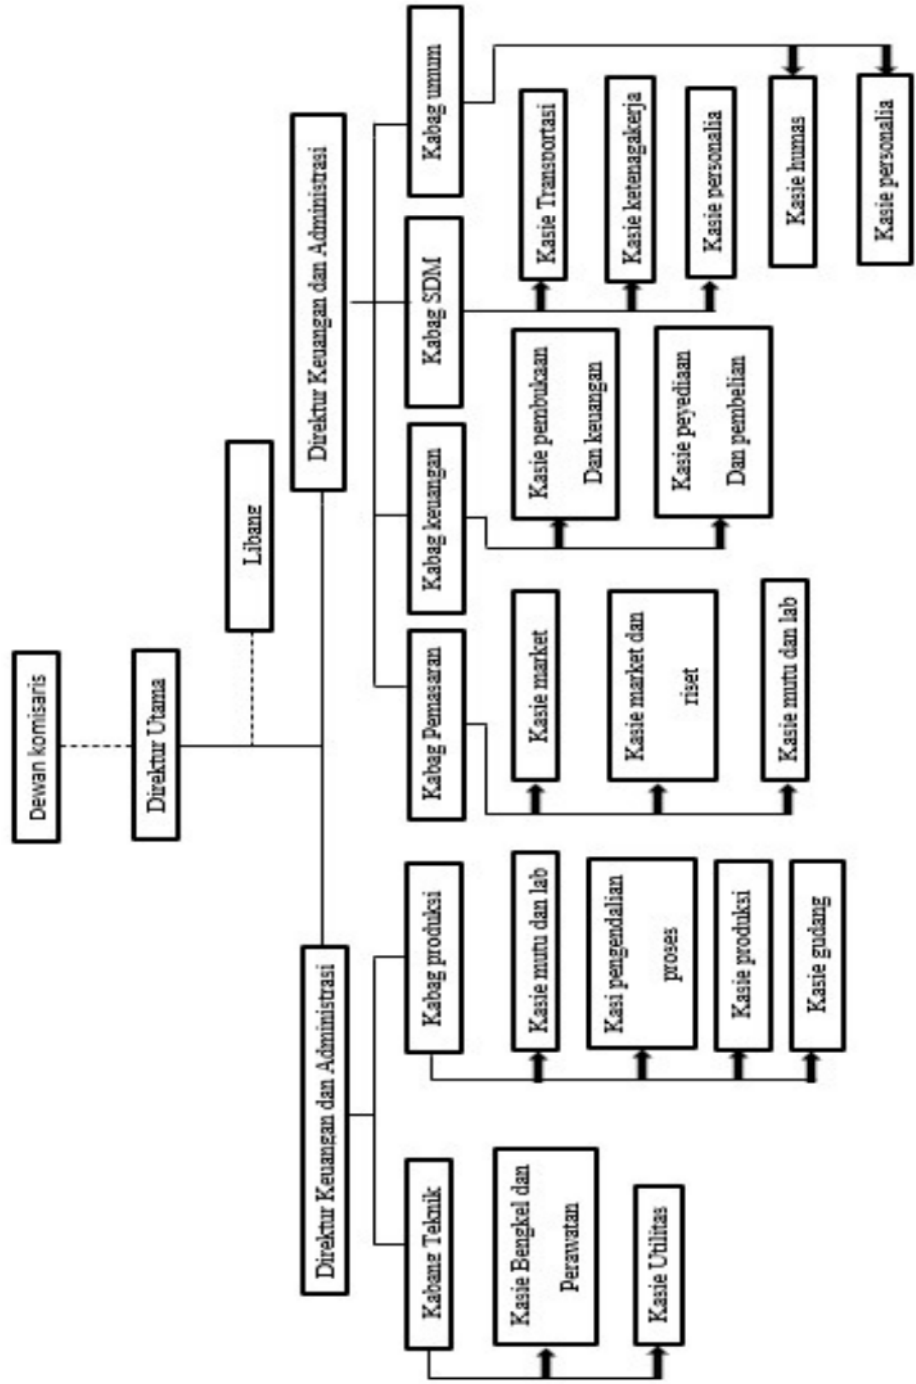 Dewan komisaris
Direktur Utama
Libang
Direktur Keuangan dan Administrasi
Direktur Keuangan dan Administrasi
Kabang Teknik
Kabag produksi
Kabag Pemasaran
Kabag keuangan
Kabag SDM
Kabag umum
Kasie Bengkel dan
Perawatan
Kasie Utilitas
Kasie mutu dan lab
Kasi pengendalian
proses
Kasie produksi
Kasie gudang
Kasie market
Kasie market dan
riset
Kasie mutu dan lab
Kasie pembukaan
Dan keuangan
Kasie peyediaan
Dan pembelian
Kasie Transportasi
Kasie ketenagakerja
Kasie personalia
Kasie humas
Kasie personalia